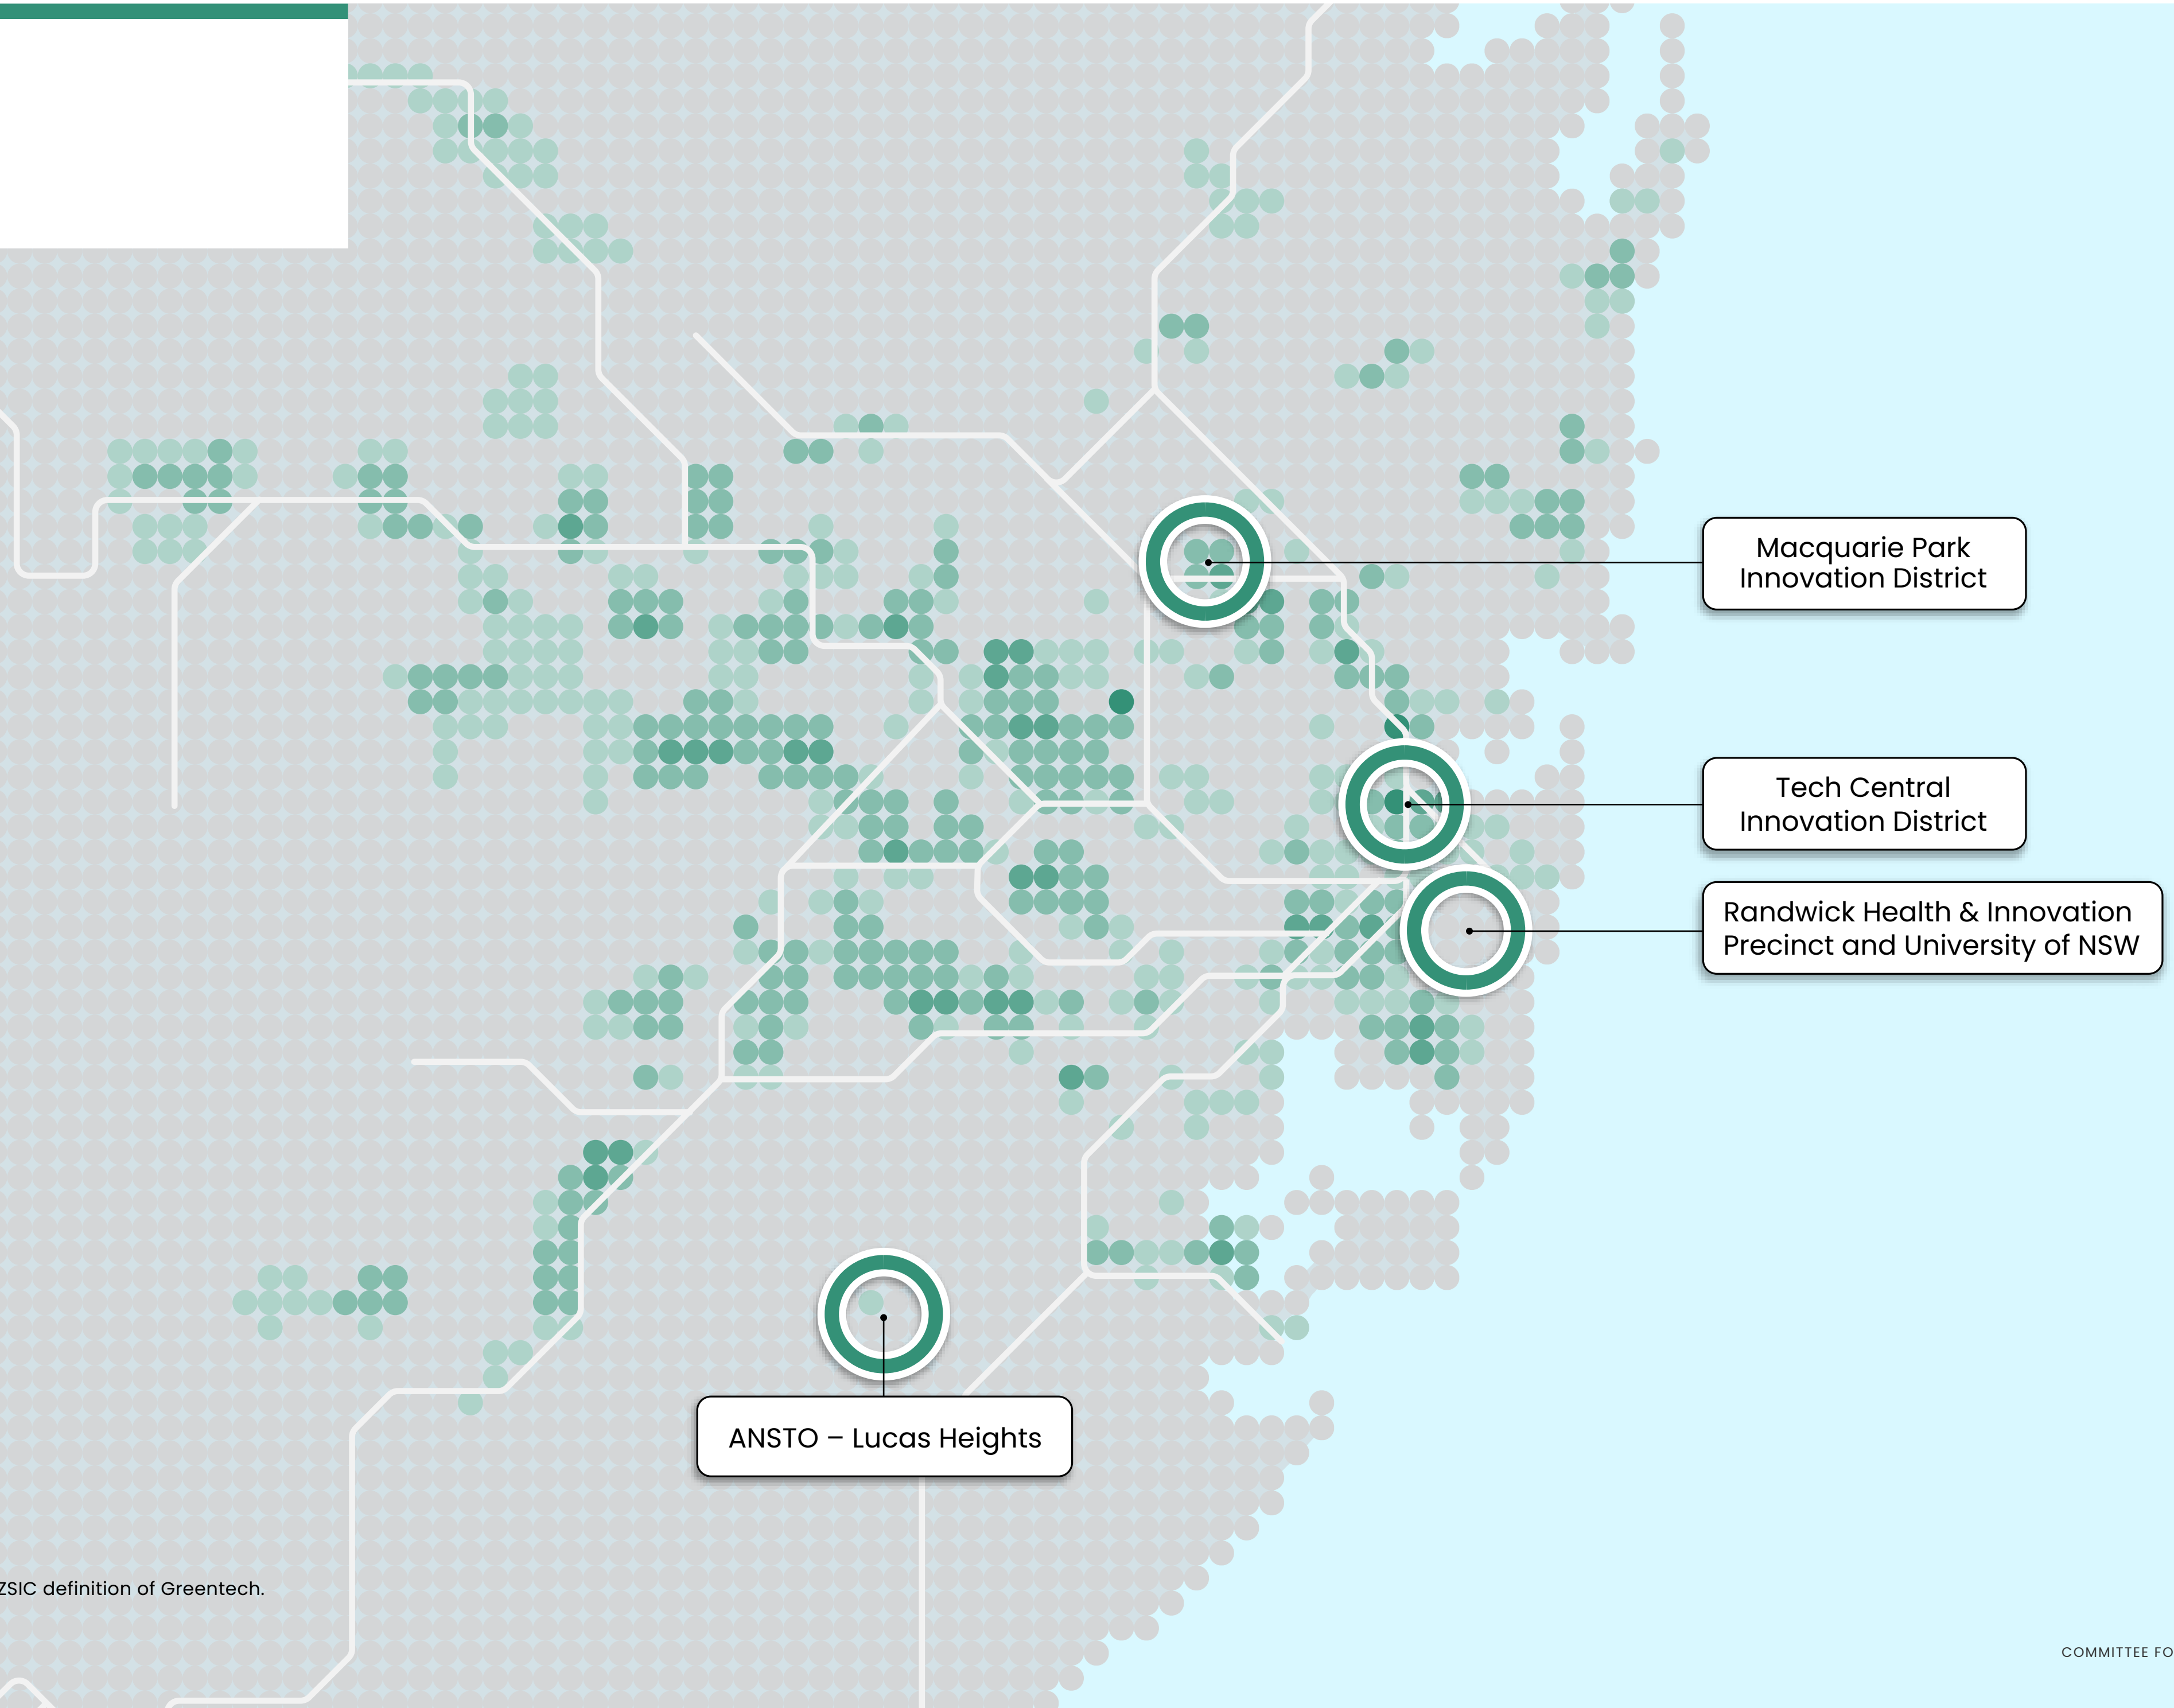 Macquarie Park
Innovation District
Tech Central
Innovation District
Randwick Health & Innovation
Precinct and University of NSW
ANSTO – Lucas Heights
ZSIC definition of Greentech.
COMMITTEE FO